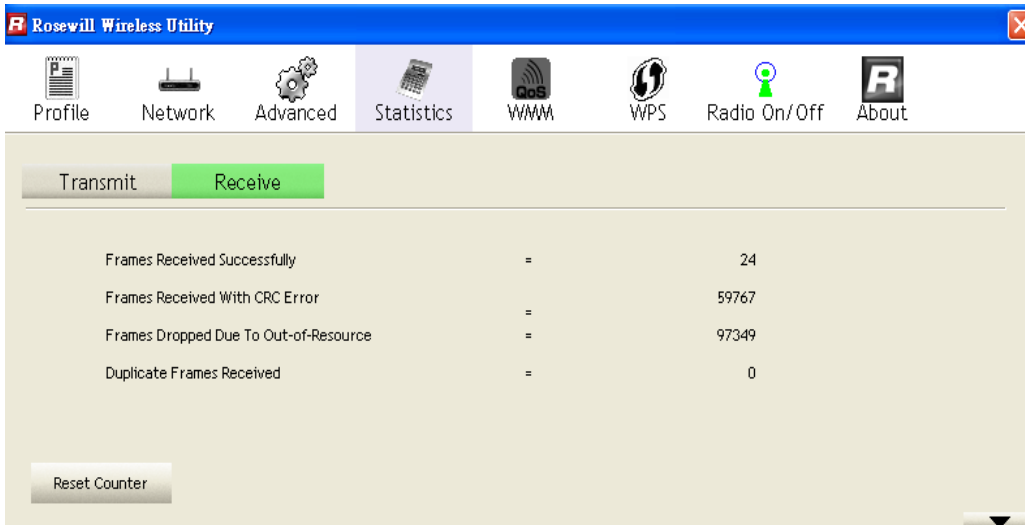 R Rosewill Wireless Utility
P
QoS
R
Profile Network Advanced Statistics WMM WPS Radio On/Off About
Transmit Receive
Frames Received Successfully = 24
Frames Received With CRC Error = 59767
Frames Dropped Due To Out-of-Resource = 97349
Duplicate Frames Received = 0
Reset Counter